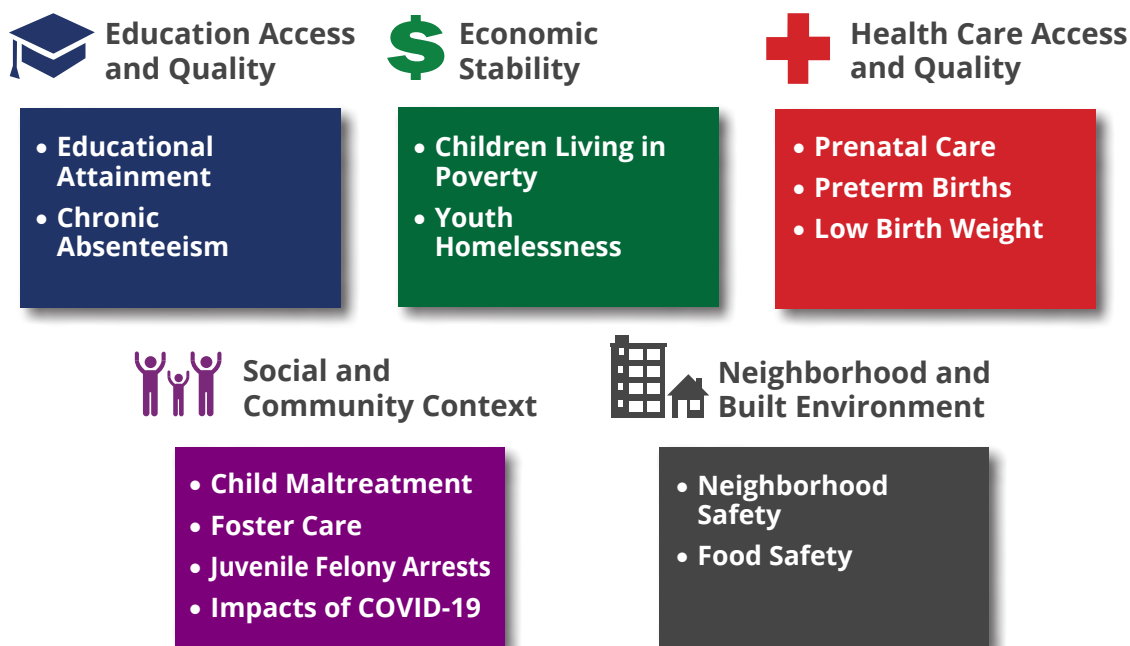 Education Access
and Quality
• Educational
Attainment
• Chronic
Absenteeism
Economic
Stability
• Children Living in
Poverty
• Youth
Homelessness
Health Care Access
and Quality
• Prenatal Care
• Preterm Births
• Low Birth Weight
Social and
Community Context
• Child Maltreatment
• Foster Care
• Juvenile Felony Arrests
• Impacts of COVID-19
Neighborhood and
Built Environment
• Neighborhood
Safety
• Food Safety